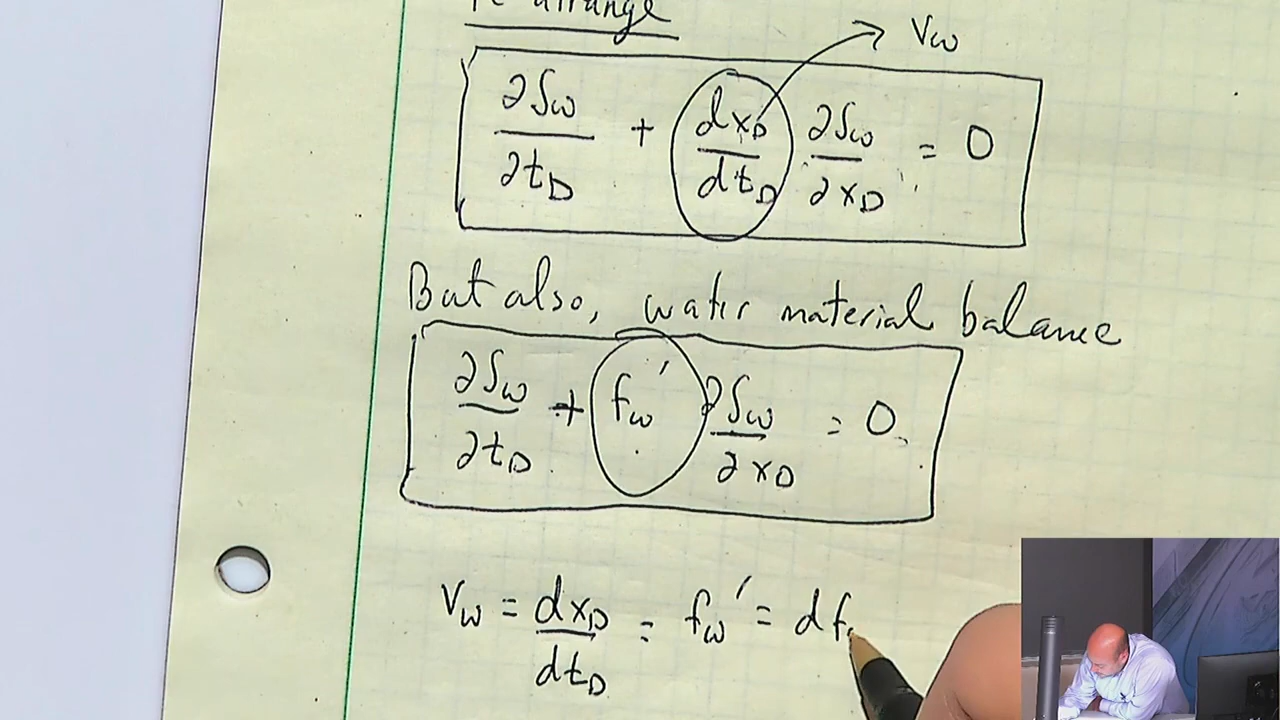 re arrange
Vw
∂Sw/∂tD + dxD/dtD ∂Sw/∂xD = 0
But also, water material balance
∂Sw/∂tD + fw' ∂Sw/∂xD = 0
Vw = dxD/dtD = fw' = df